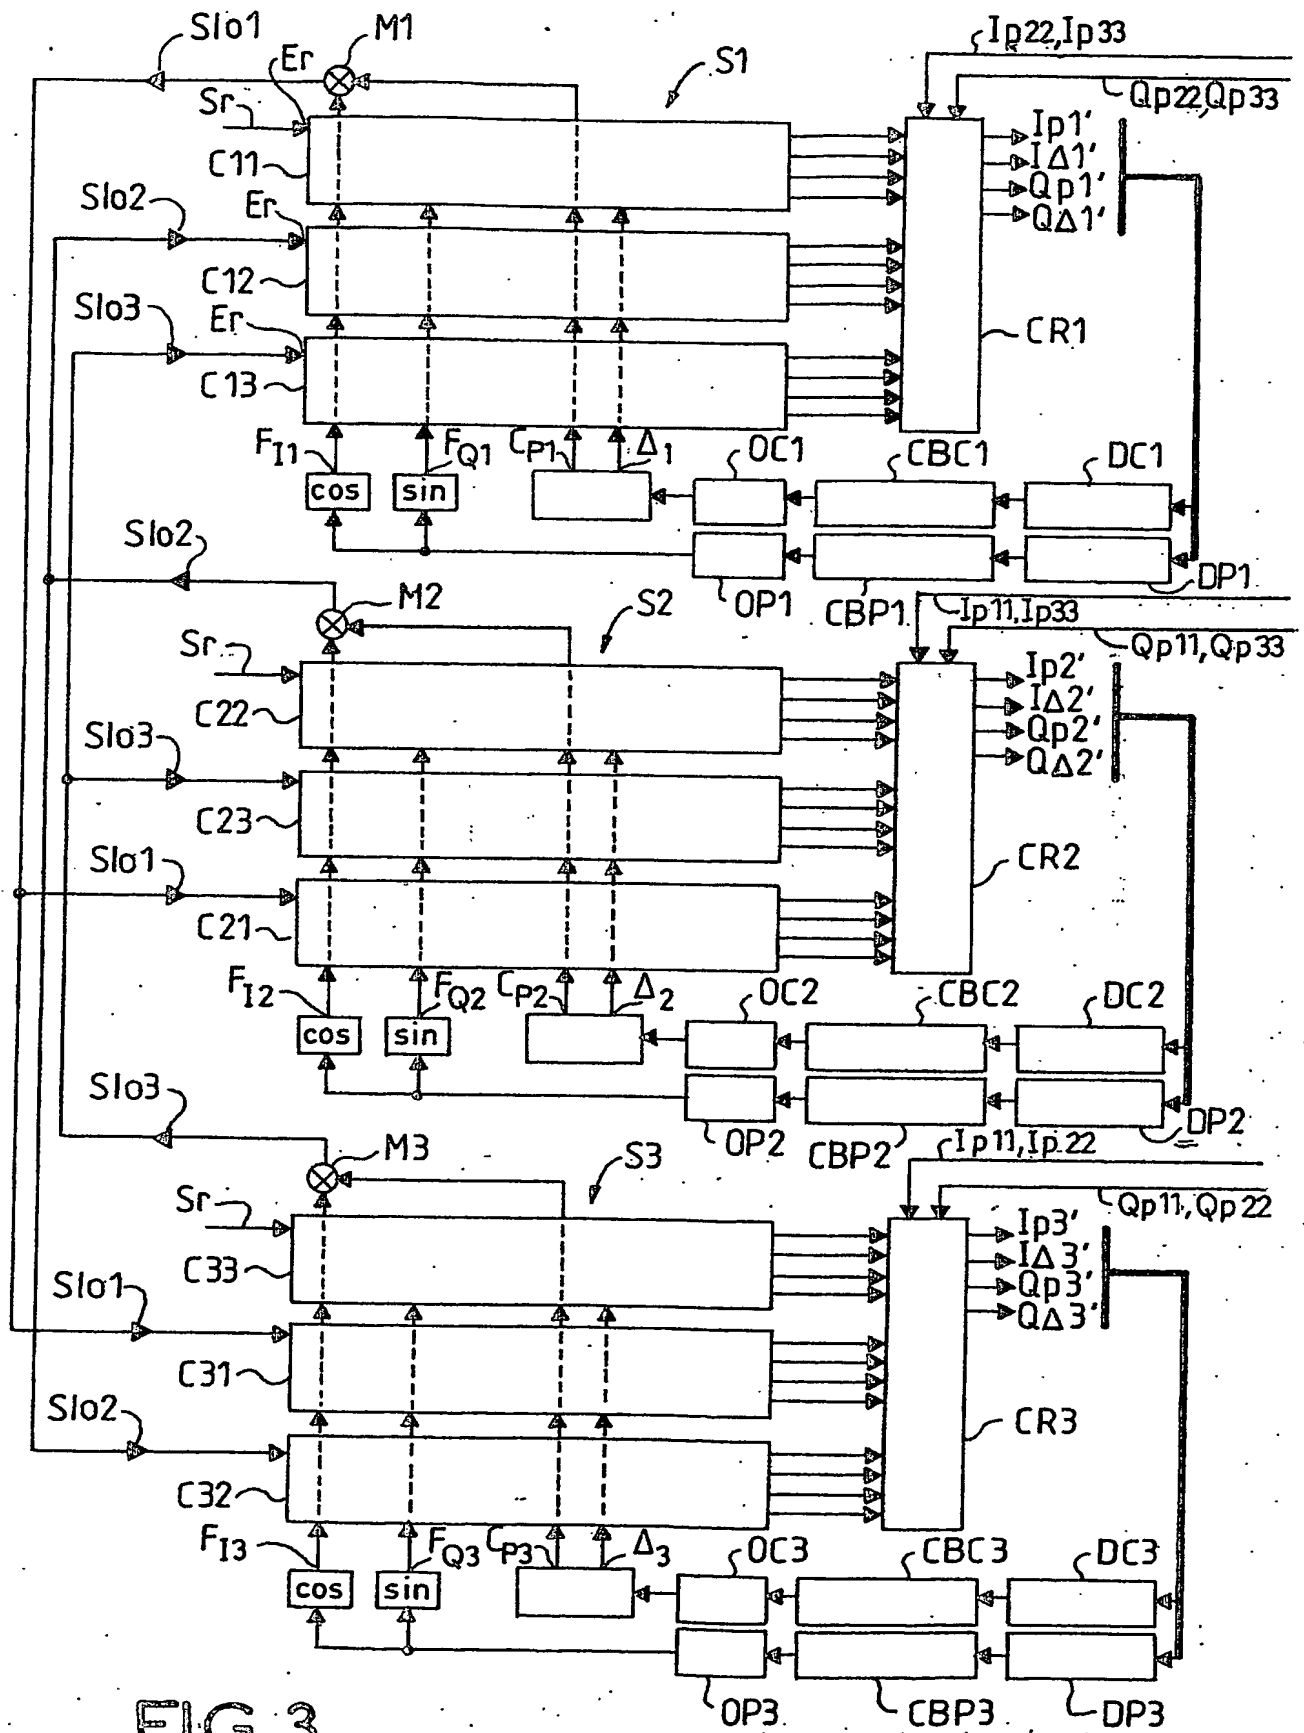 Slo1 M1 Ip22,Ip33
Er S1
Sr Qp22,Qp33
Ip1'
C11 IΔ1'
Slo2 Er Qp1'
QΔ1'
C12
Slo3 Er CR1
C13
FI1 FQ1 CP1 Δ1 OC1 CBC1 DC1
cos sin
Slo2
OP1 CBP1 DP1
M2 S2 Ip11,Ip33
Sr Qp11,Qp33
Ip2'
C22 IΔ2'
Slo3 Qp2'
QΔ2'
C23
Slo1 CR2
C21
FI2 FQ2 CP2 Δ2 OC2 CBC2 DC2
cos sin
Slo3
OP2 CBP2 DP2
M3 S3 Ip11,Ip22
Sr Qp11,Qp22
Ip3'
C33 IΔ3'
Slo1 Qp3'
QΔ3'
C31
Slo2 CR3
C32
FI3 FQ3 CP3 Δ3 OC3 CBC3 DC3
cos sin
OP3 CBP3 DP3
FIG.3